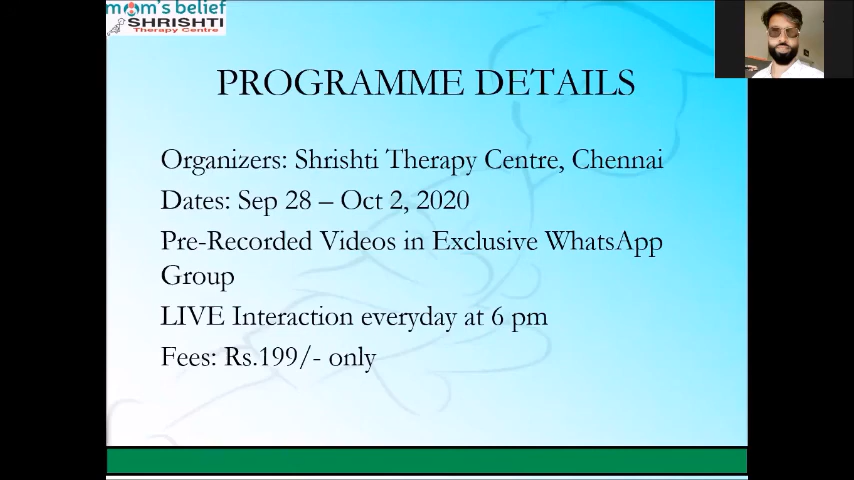 mom's belief
SHRISHTI
Therapy Centre
PROGRAMME DETAILS
Organizers: Shrishti Therapy Centre, Chennai
Dates: Sep 28 – Oct 2, 2020
Pre-Recorded Videos in Exclusive WhatsApp
Group
LIVE Interaction everyday at 6 pm
Fees: Rs.199/- only